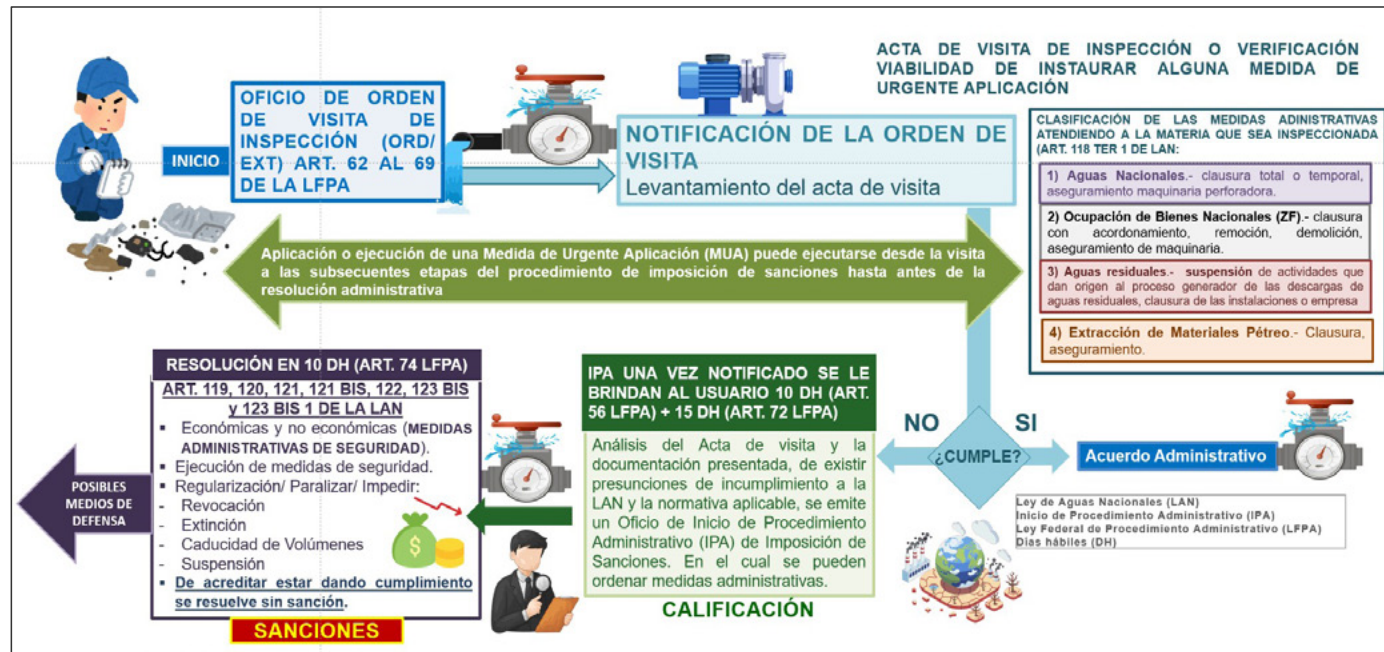 INICIO
OFICIO DE ORDEN
DE VISITA DE
INSPECCIÓN (ORD/
EXT) ART. 62 AL 69
DE LA LFPA
NOTIFICACIÓN DE LA ORDEN DE
VISITA
Levantamiento del acta de visita
ACTA DE VISITA DE INSPECCIÓN O VERIFICACIÓN
VIABILIDAD DE INSTAURAR ALGUNA MEDIDA DE
URGENTE APLICACIÓN
CLASIFICACIÓN DE LAS MEDIDAS ADINISTRATIVAS
ATENDIENDO A LA MATERIA QUE SEA INSPECCIONADA
(ART. 118 TER 1 DE LAN:
1) Aguas Nacionales.- clausura total o temporal,
aseguramiento maquinaria perforadora.
2) Ocupación de Bienes Nacionales (ZF).- clausura
con acordonamiento, remoción, demolición,
aseguramiento de maquinaria.
3) Aguas residuales.- suspensión de actividades que
dan origen al proceso generador de las descargas de
aguas residuales, clausura de las instalaciones o empresa
4) Extracción de Materiales Pétreo.- Clausura,
aseguramiento.
Aplicación o ejecución de una Medida de Urgente Aplicación (MUA) puede ejecutarse desde la visita
a las subsecuentes etapas del procedimiento de imposición de sanciones hasta antes de la
resolución administrativa
NO
SI
¿CUMPLE?
Acuerdo Administrativo
Ley de Aguas Nacionales (LAN)
Inicio de Procedimiento Administrativo (IPA)
Ley Federal de Procedimiento Administrativo (LFPA)
Días hábiles (DH)
IPA UNA VEZ NOTIFICADO SE LE
BRINDAN AL USUARIO 10 DH (ART.
56 LFPA) + 15 DH (ART. 72 LFPA)
Análisis del Acta de visita y la
documentación presentada, de existir
presunciones de incumplimiento a la
LAN y la normativa aplicable, se emite
un Oficio de Inicio de Procedimiento
Administrativo (IPA) de Imposición de
Sanciones. En el cual se pueden
ordenar medidas administrativas.
CALIFICACIÓN
RESOLUCIÓN EN 10 DH (ART. 74 LFPA)
ART. 119, 120, 121, 121 BIS, 122, 123 BIS
y 123 BIS 1 DE LA LAN
▪ Económicas y no económicas (MEDIDAS
ADMINISTRATIVAS DE SEGURIDAD).
▪ Ejecución de medidas de seguridad.
▪ Regularización/ Paralizar/ Impedir:
- Revocación
- Extinción
- Caducidad de Volúmenes
- Suspensión
▪ De acreditar estar dando cumplimiento
se resuelve sin sanción.
$
SANCIONES
POSIBLES
MEDIOS DE
DEFENSA